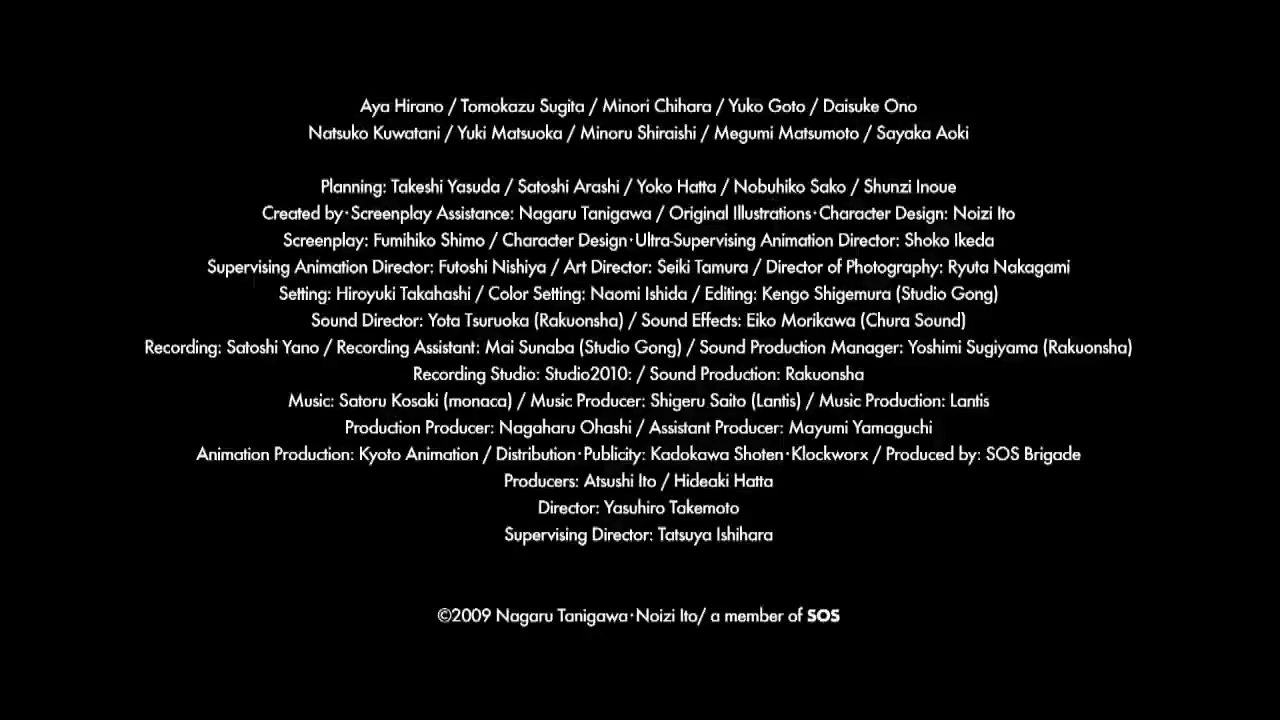 Aya Hirano / Tomokazu Sugita / Minori Chihara / Yuko Goto / Daisuke Ono
Natsuko Kuwatani / Yuki Matsuoka / Minoru Shiraishi / Megumi Matsumoto / Sayaka Aoki
Planning: Takeshi Yasuda / Satoshi Arashi / Yoko Hatta / Nobuhiko Sako / Shunzi Inoue
Created by・Screenplay Assistance: Nagaru Tanigawa / Original Illustrations・Character Design: Noizi Ito
Screenplay: Fumihiko Shimo / Character Design・Ultra-Supervising Animation Director: Shoko Ikeda
Supervising Animation Director: Futoshi Nishiya / Art Director: Seiki Tamura / Director of Photography: Ryuta Nakagami
Setting: Hiroyuki Takahashi / Color Setting: Naomi Ishida / Editing: Kengo Shigemura (Studio Gong)
Sound Director: Yota Tsuruoka (Rakuonsha) / Sound Effects: Eiko Morikawa (Chura Sound)
Recording: Satoshi Yano / Recording Assistant: Mai Sunaba (Studio Gong) / Sound Production Manager: Yoshimi Sugiyama (Rakuonsha)
Recording Studio: Studio2010: / Sound Production: Rakuonsha
Music: Satoru Kosaki (monaca) / Music Producer: Shigeru Saito (Lantis) / Music Production: Lantis
Production Producer: Nagaharu Ohashi / Assistant Producer: Mayumi Yamaguchi
Animation Production: Kyoto Animation / Distribution・Publicity: Kadokawa Shoten・Klockworx / Produced by: SOS Brigade
Producers: Atsushi Ito / Hideaki Hatta
Director: Yasuhiro Takemoto
Supervising Director: Tatsuya Ishihara
©2009 Nagaru Tanigawa・Noizi Ito/ a member of SOS